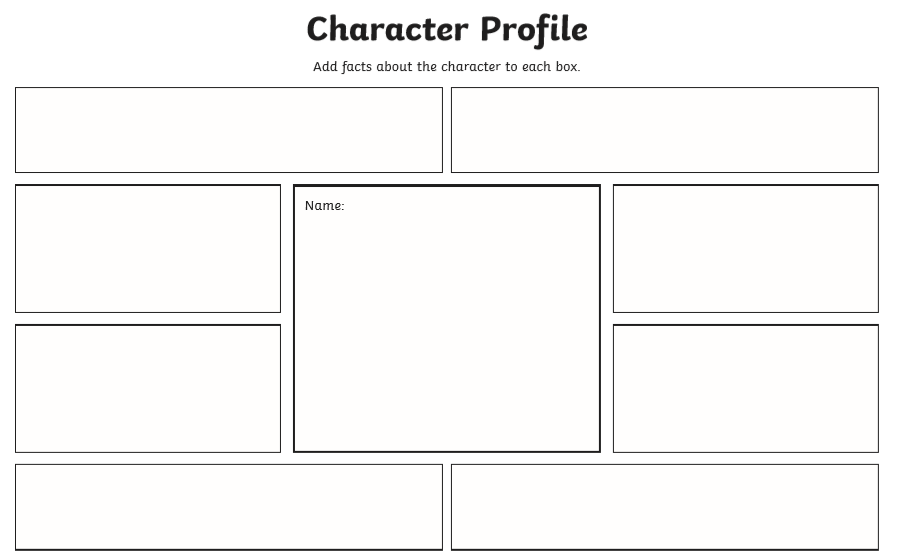 Character Profile
Add facts about the character to each box.
Name: